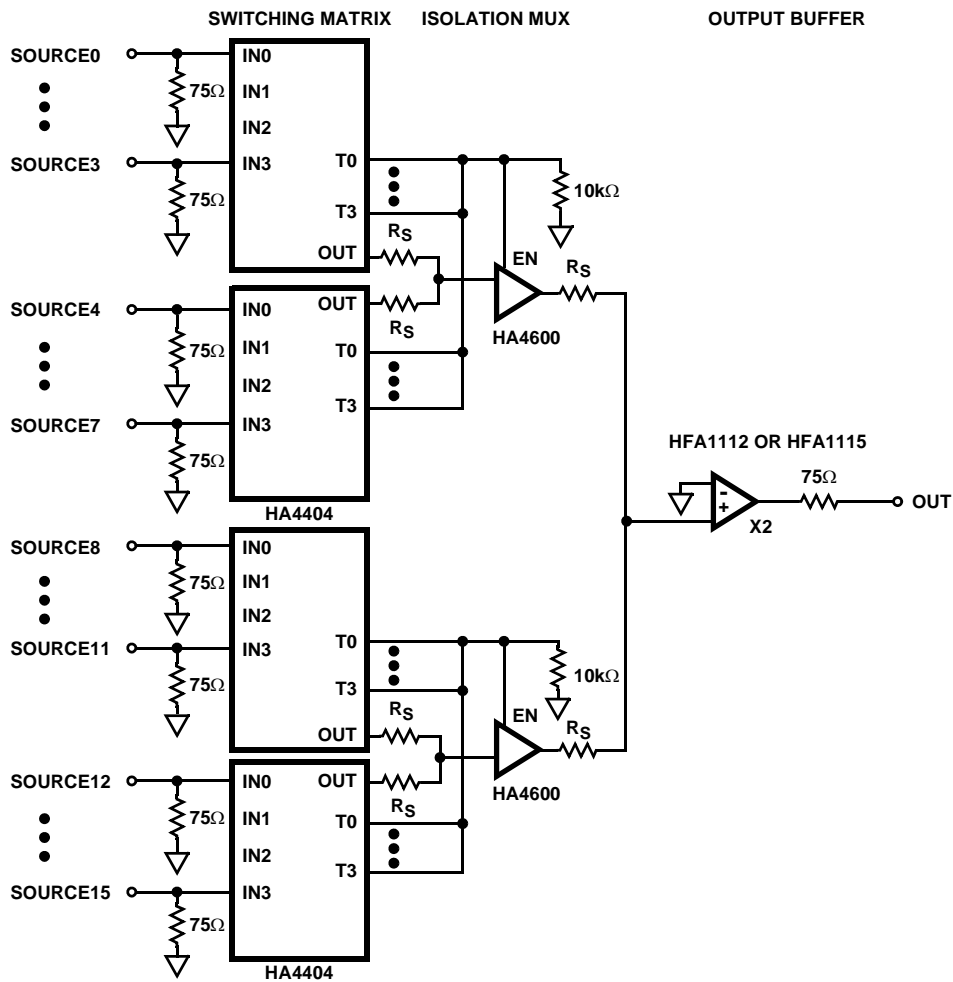 SWITCHING MATRIX
ISOLATION MUX
OUTPUT BUFFER
SOURCE0
75Ω
IN0
IN1
IN2
SOURCE3
75Ω
IN3
T0
T3
OUT
RS
10kΩ
EN
RS
HA4600
SOURCE4
75Ω
IN0
IN1
IN2
SOURCE7
75Ω
IN3
OUT
RS
T0
T3
HA4404
HFA1112 OR HFA1115
-
+
X2
75Ω
OUT
SOURCE8
75Ω
IN0
IN1
IN2
SOURCE11
75Ω
IN3
T0
T3
OUT
RS
10kΩ
EN
RS
HA4600
SOURCE12
75Ω
IN0
IN1
IN2
SOURCE15
75Ω
IN3
OUT
RS
T0
T3
HA4404